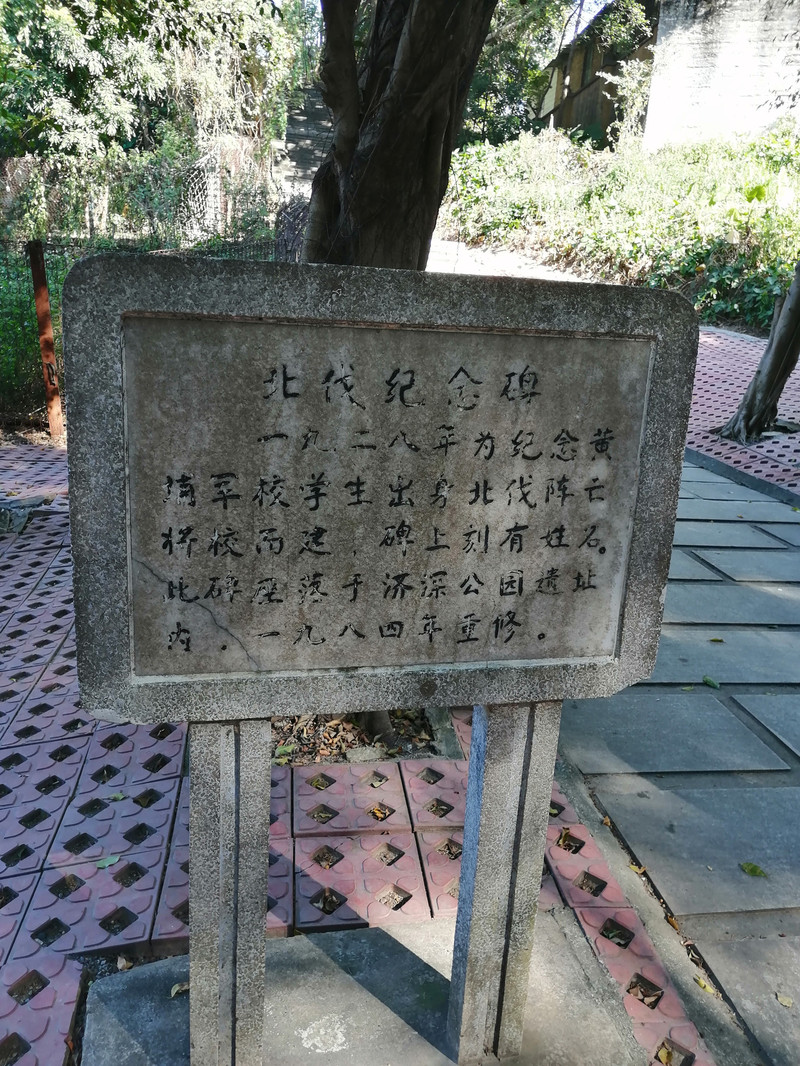 北伐纪念碑
一九二八年为纪念黄
埔军校学生出身北伐阵亡
将校而建，碑上刻有姓名。
此碑座落于济深公园遗址
内．一九八四年重修。